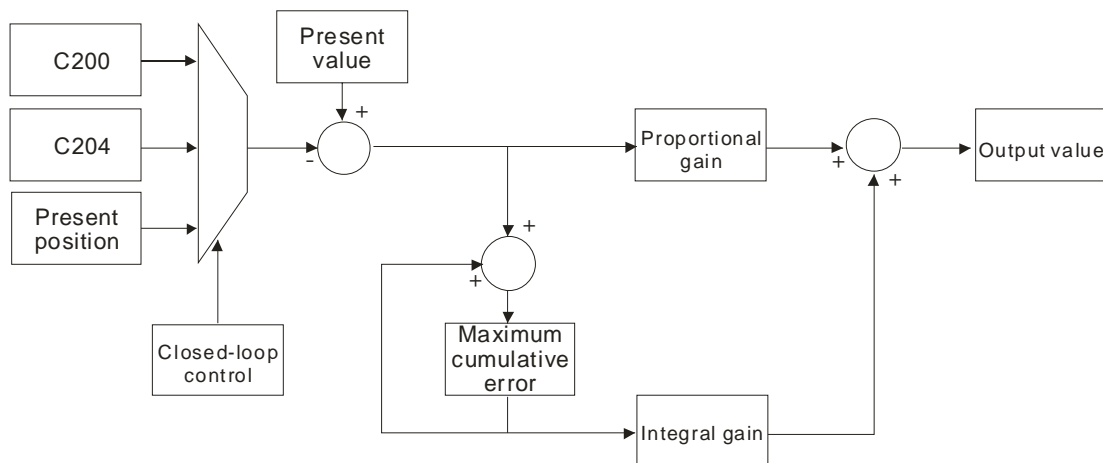 C200
C204
Present
position
Closed-loop
control
Present
value
+
-
+
+
Maximum
cumulative
error
Proportional
gain
Integral gain
+
+
Output value